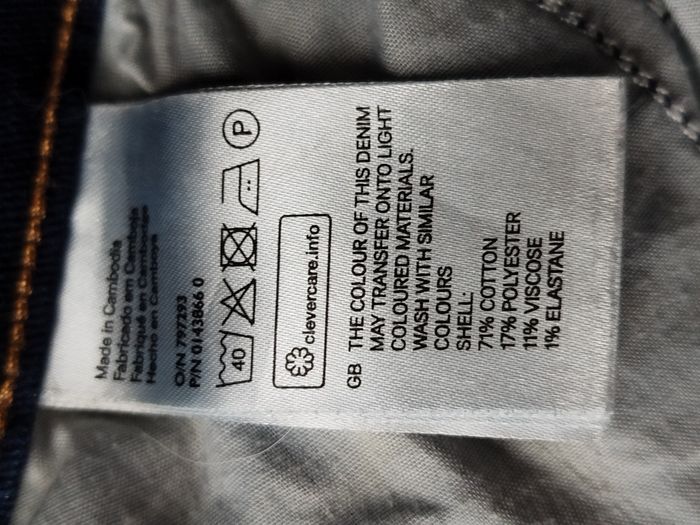 Made in Cambodia
Fabricado em Camboja
Fabriqué en Cambodge
Hecho en Camboya
O/N 797293
P/N 0143866 0
40
P
clevercare.info
GB THE COLOUR OF THIS DENIM
MAY TRANSFER ONTO LIGHT
COLOURED MATERIALS.
WASH WITH SIMILAR
COLOURS
SHELL:
71% COTTON
17% POLYESTER
11% VISCOSE
1% ELASTANE